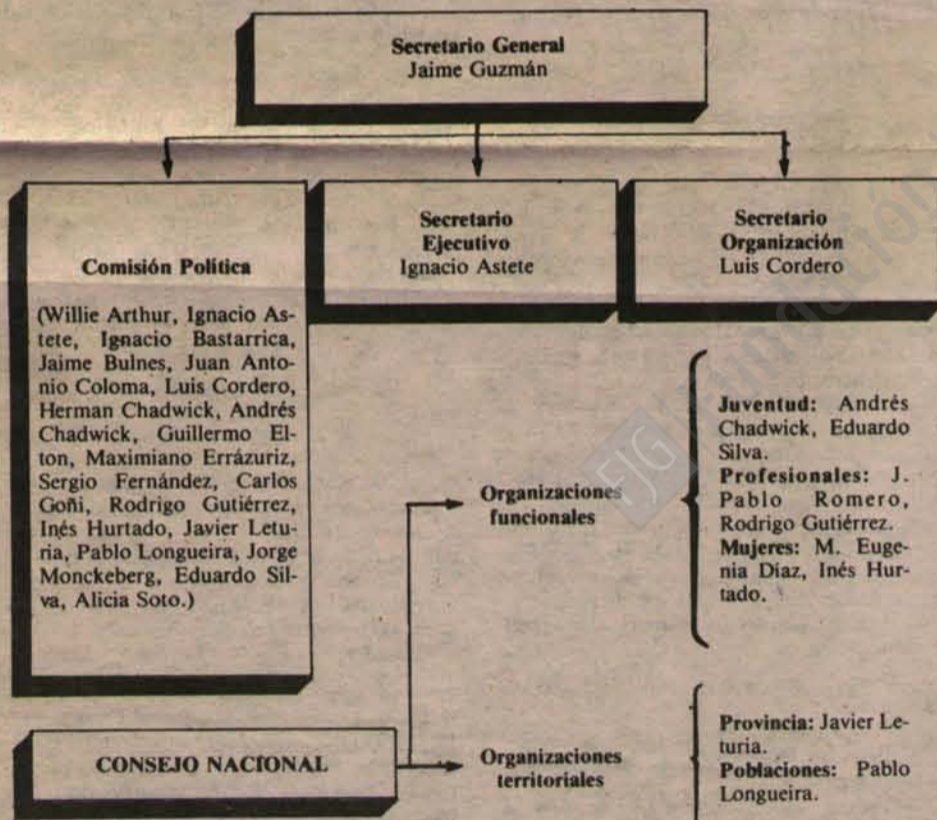 Secretario General
Jaime Guzmán
Comisión Política
(Willie Arthur, Ignacio As-
tete, Ignacio Bastarrica,
Jaime Bulnes, Juan Anto-
nio Coloma, Luis Cordero,
Herman Chadwick, Andrés
Chadwick, Guillermo El-
ton, Maximiano Errázuriz,
Sergio Fernández, Carlos
Goñi, Rodrigo Gutiérrez,
Inés Hurtado, Javier Letu-
ria, Pablo Longueira, Jorge
Monckeberg, Eduardo Sil-
va, Alicia Soto.)
Secretario
Ejecutivo
Ignacio Astete
Secretario
Organización
Luis Cordero
CONSEJO NACIONAL
Organizaciones
funcionales
Juventud: Andrés
Chadwick, Eduardo
Silva.
Profesionales: J.
Pablo Romero,
Rodrigo Gutiérrez.
Mujeres: M. Euge-
nia Díaz, Inés Hur-
tado.
Organizaciones
territoriales
Provincia: Javier Le-
turia.
Poblaciones: Pablo
Longueira.
FJG Fundación